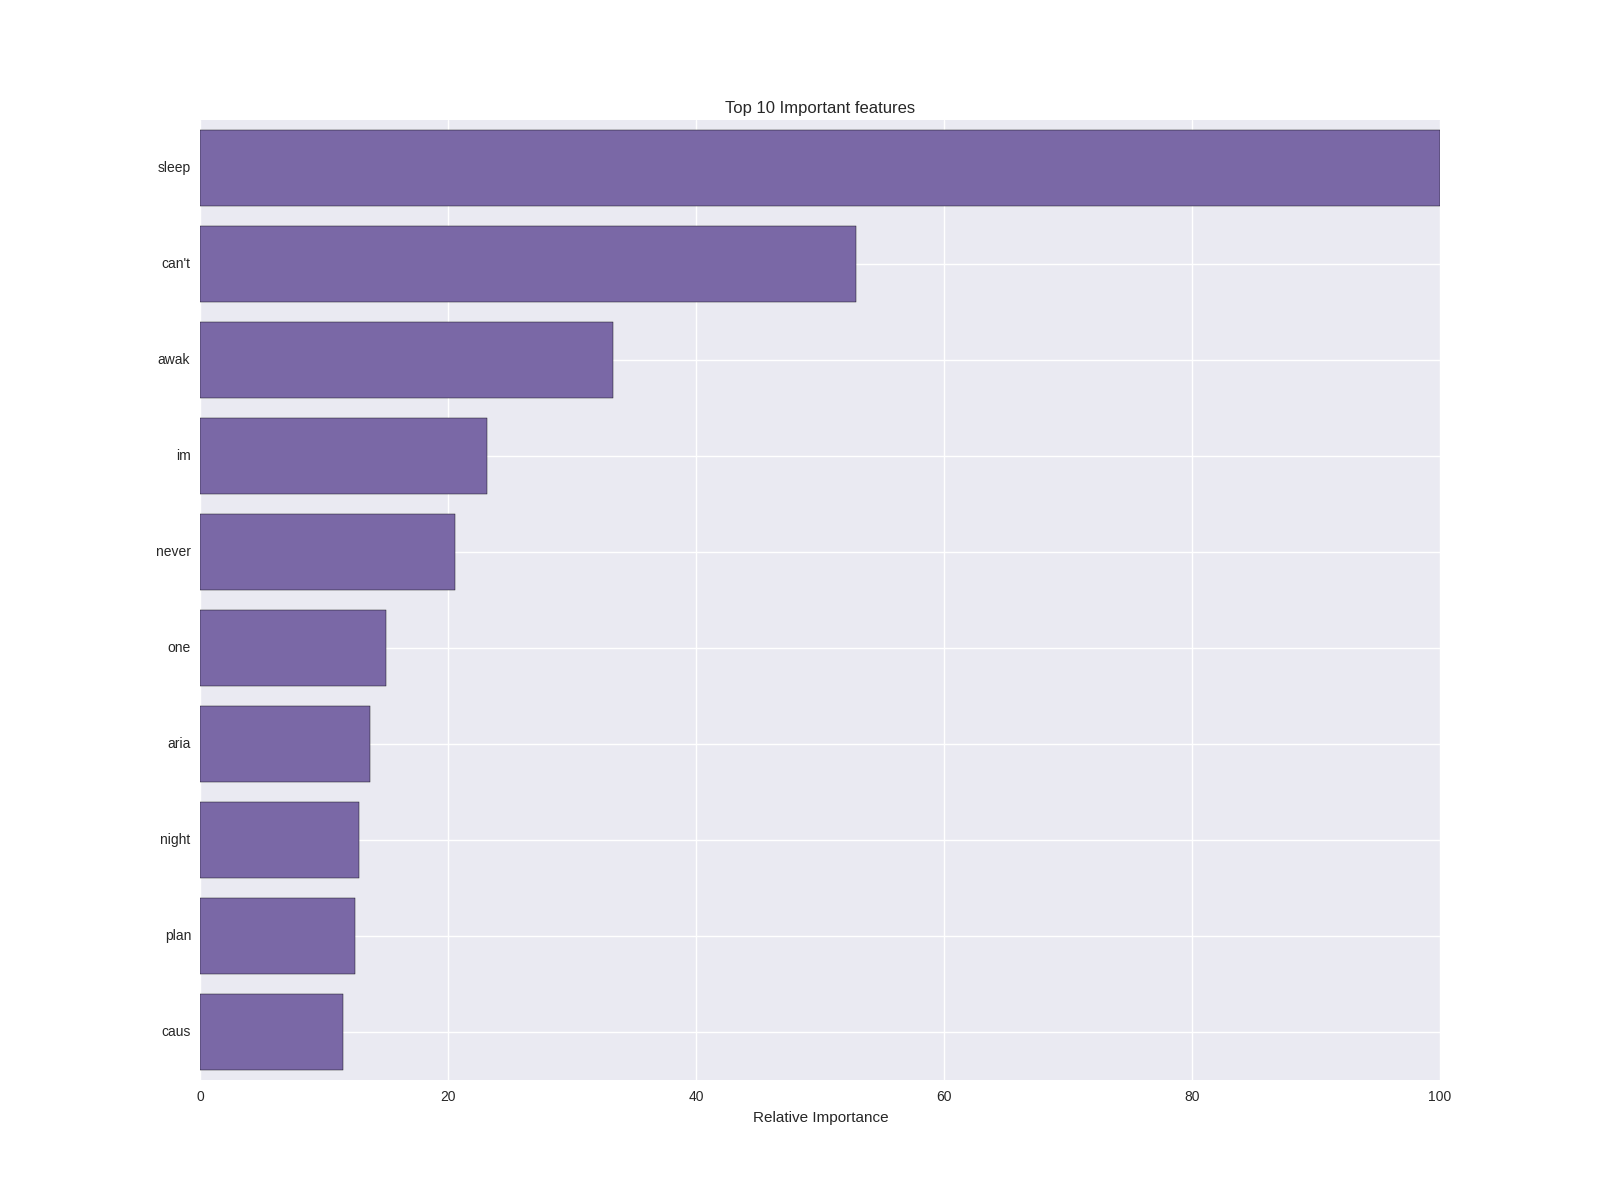 Top 10 Important features
sleep
can't
awak
im
never
one
aria
night
plan
caus
0 20 40 60 80 100
Relative Importance